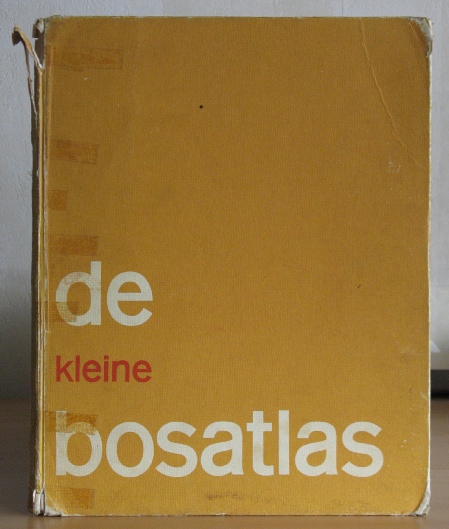 de
kleine
bosatlas